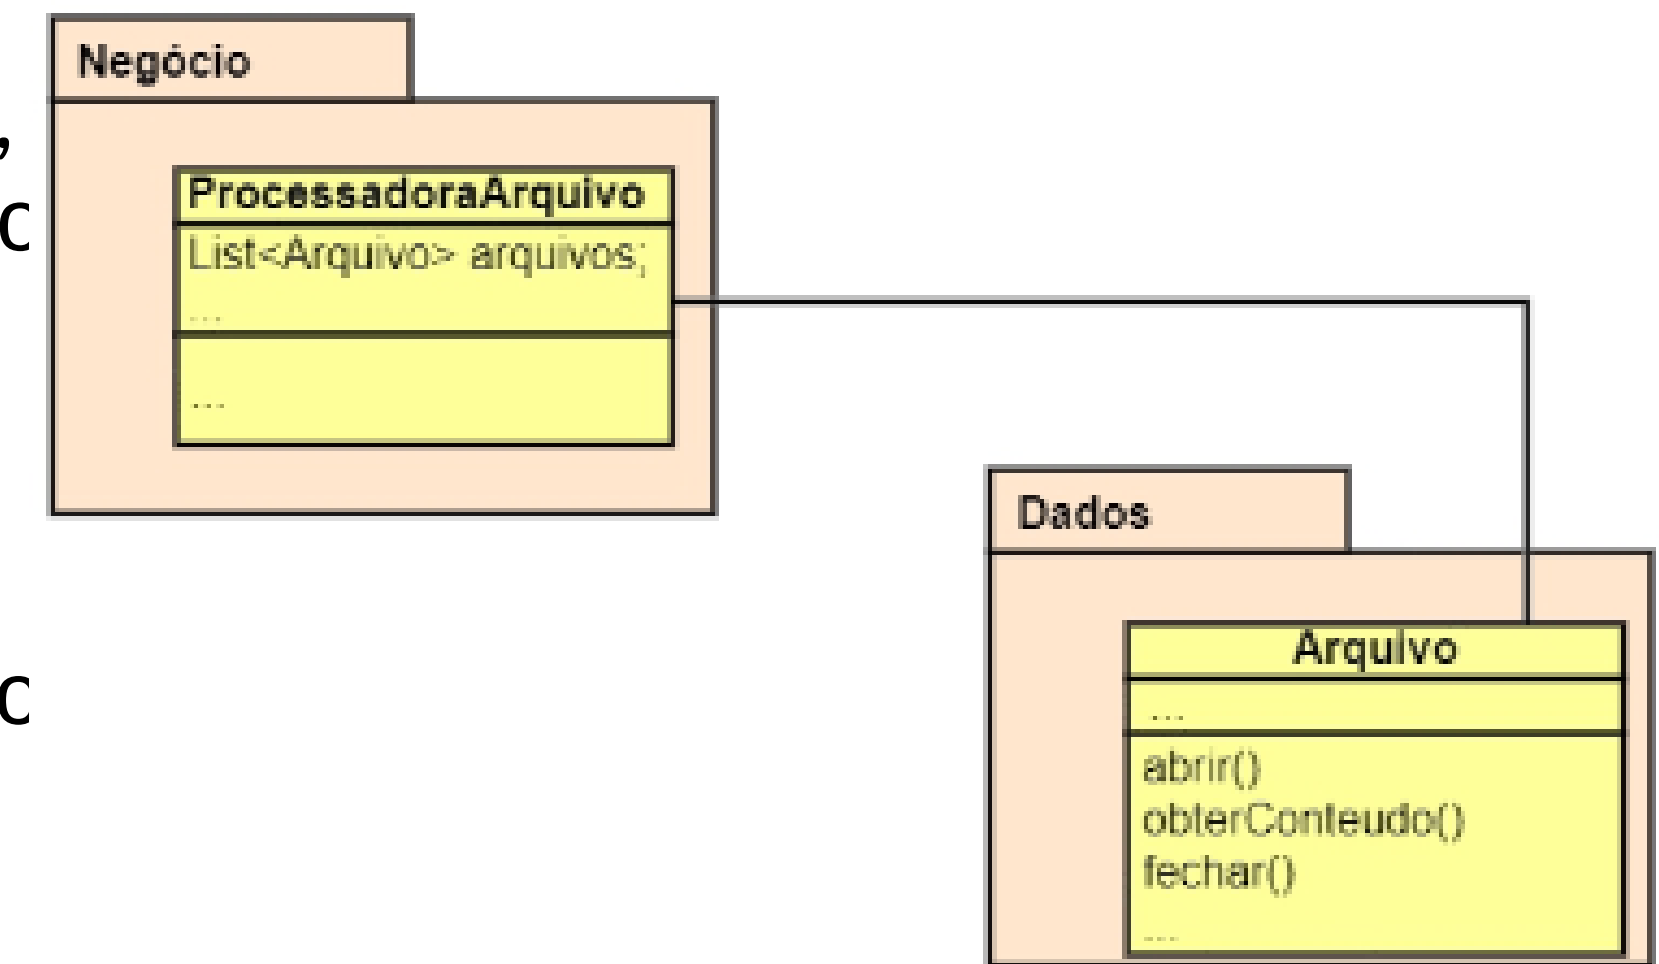 Negócio
,
c
ProcessadoraArquivo
List<Arquivo> arquivos;
...
...
c
Dados
Arquivo
...
abrir()
obterConteudo()
fechar()
...